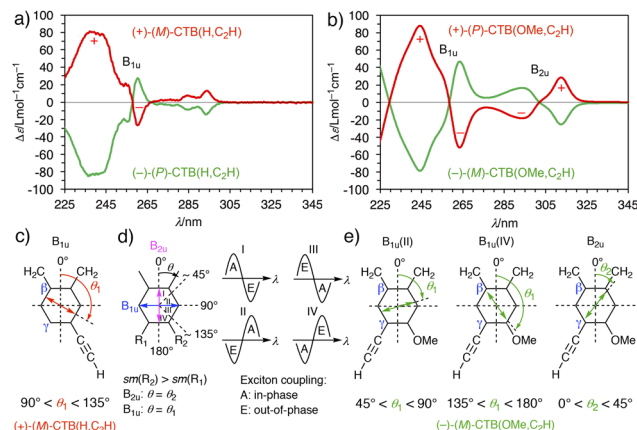 a)
(+)-(M)-CTB(H,C2H)
B1u
+
−
(−)-(P)-CTB(H,C2H)
Δε/Lmol−1cm−1
100
80
60
40
20
0
-20
-40
-60
-80
-100
225 245 265 285 305 325 345
λ/nm
b)
(+)-(P)-CTB(OMe,C2H)
B1u
B2u
+
−
−
+
(−)-(M)-CTB(OMe,C2H)
Δε/Lmol−1cm−1
100
80
60
40
20
0
-20
-40
-60
-80
-100
225 245 265 285 305 325 345
λ/nm
c)
B1u
0°
H2C CH2
θ1
β
γ
C
C
H
90° < θ1 < 135°
(+)-(M)-CTB(H,C2H)
d)
B2u
0°
θ
~ 45°
B1u
90°
~ 135°
R1 R2
180°
sm(R2) > sm(R1)
B2u: θ = θ2
B1u: θ = θ1
I III
A E λ
E A λ
II IV
E A λ
A E λ
Exciton coupling:
A: in-phase
E: out-of-phase
e)
B1u(II) B1u(IV) B2u
0° 0° 0°
H2C CH2 H2C CH2 H2C CH2
θ1 θ1 θ2
β β β
γ γ γ
OMe OMe OMe
C C C
C C C
H H H
45° < θ1 < 90° 135° < θ1 < 180° 0° < θ2 < 45°
(−)-(M)-CTB(OMe,C2H)